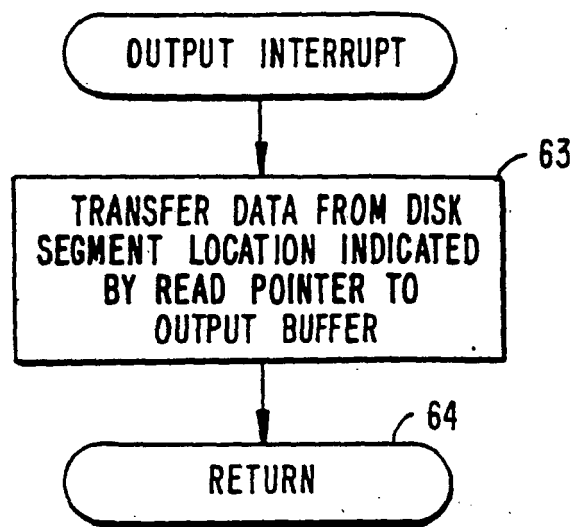 OUTPUT INTERRUPT
63
TRANSFER DATA FROM DISK
SEGMENT LOCATION INDICATED
BY READ POINTER TO
OUTPUT BUFFER
64
RETURN